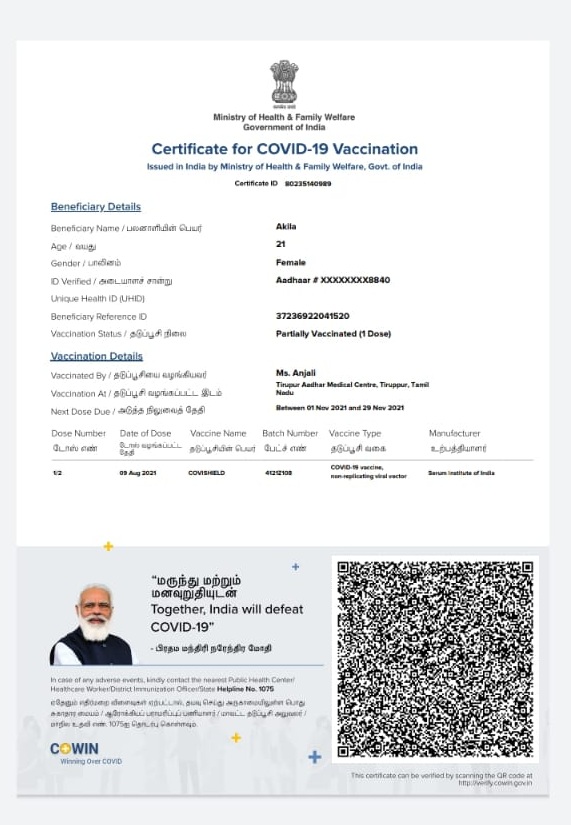 Ministry of Health & Family Welfare
Government of India
Certificate for COVID-19 Vaccination
Issued in India by Ministry of Health & Family Welfare, Govt. of India
Certificate ID 80235140989
Beneficiary Details
Beneficiary Name / பயனாளியின் பெயர் Akila
Age / வயது 21
Gender / பாலினம் Female
ID Verified / அடையாளச் சான்று Aadhaar # XXXXXXXX8840
Unique Health ID (UHID)
Beneficiary Reference ID 37236922041520
Vaccination Status / தடுப்பூசி நிலை Partially Vaccinated (1 Dose)
Vaccination Details
Vaccinated By / தடுப்பூசியை வழங்கியவர் Ms. Anjali
Vaccination At / தடுப்பூசி வழங்கப்பட்ட இடம் Tirupur Aadhar Medical Centre, Tiruppur, Tamil
Nadu
Next Dose Due / அடுத்த நிலுவைத் தேதி Between 01 Nov 2021 and 29 Nov 2021
Dose Number Date of Dose Vaccine Name Batch Number Vaccine Type Manufacturer
டோஸ் எண் டோஸ் வழங்கப்பட்ட தேதி தடுப்பூசியின் பெயர் பேட்ச் எண் தடுப்பூசி வகை உற்பத்தியாளர்
1/2 09 Aug 2021 COVISHIELD 41212108 COVID-19 vaccine, non-replicating viral vector Serum Institute of India
“மருந்து மற்றும்
மனவுறுதியுடன்
Together, India will defeat
COVID-19”
- பிரதம மந்திரி நரேந்திர மோதி
In case of any adverse events, kindly contact the nearest Public Health Center/
Healthcare Worker/District Immunization Officer/State Helpline No. 1075
ஏதேனும் எதிர்மறை விளைவுகள் ஏற்பட்டால், தயவு செய்து அருகாமையிலுள்ள பொது
சுகாதார மையம் / ஆரோக்கியப் பராமரிப்புப் பணியாளர் / மாவட்ட தடுப்பூசி அலுவலர் /
மாநில உதவி எண். 1075ஐ தொடர்பு கொள்ளவும்.
COWIN
Winning Over COVID
This certificate can be verified by scanning the QR code at
http://verify.cowin.gov.in